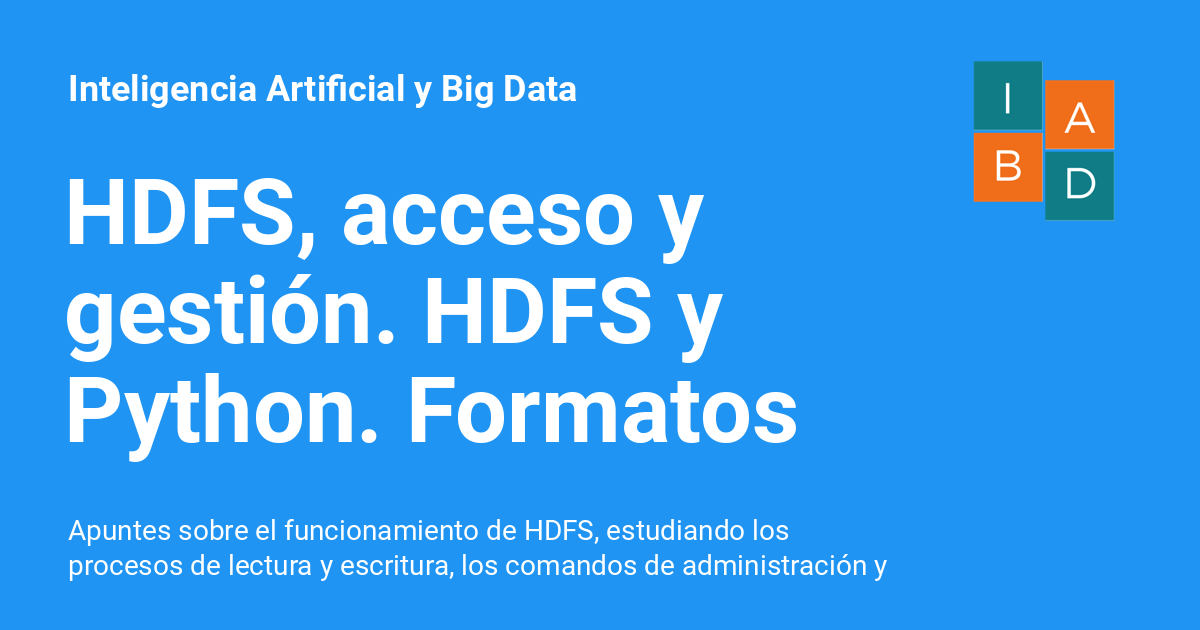 Inteligencia Artificial y Big Data
I
A
B
D
HDFS, acceso y
gestión. HDFS y
Python. Formatos
Apuntes sobre el funcionamiento de HDFS, estudiando los
procesos de lectura y escritura, los comandos de administración y